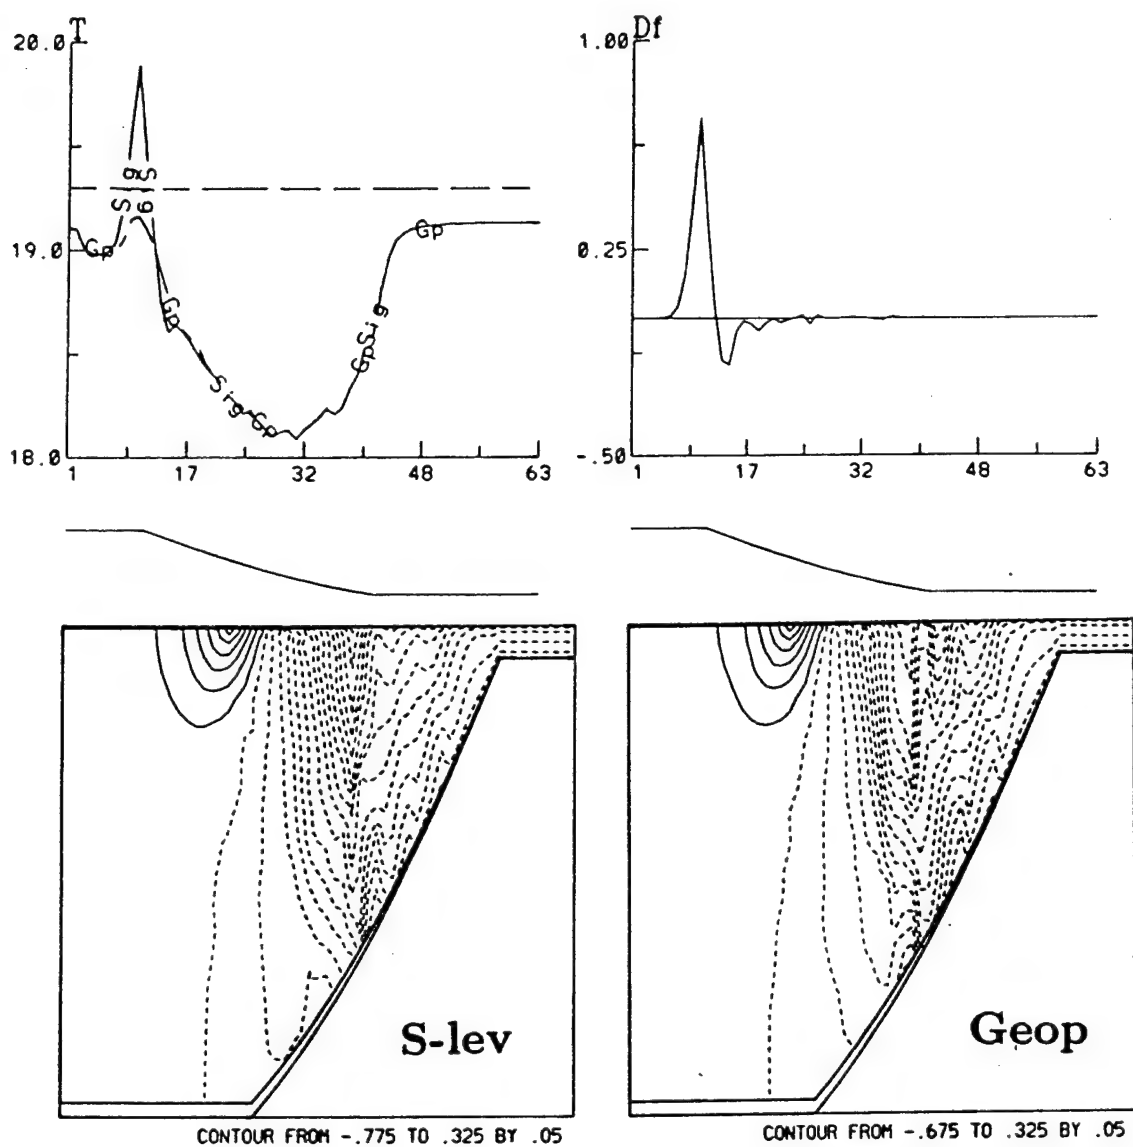 T
20.0
19.0
18.0
1 17 32 48 63
Gp
Sig
Sig
Gp
Sig
Gp
GpSig
Gp
Df
1.00
0.25
-.50
1 17 32 48 63
S-lev
Geop
CONTOUR FROM -.775 TO .325 BY .05
CONTOUR FROM -.675 TO .325 BY .05